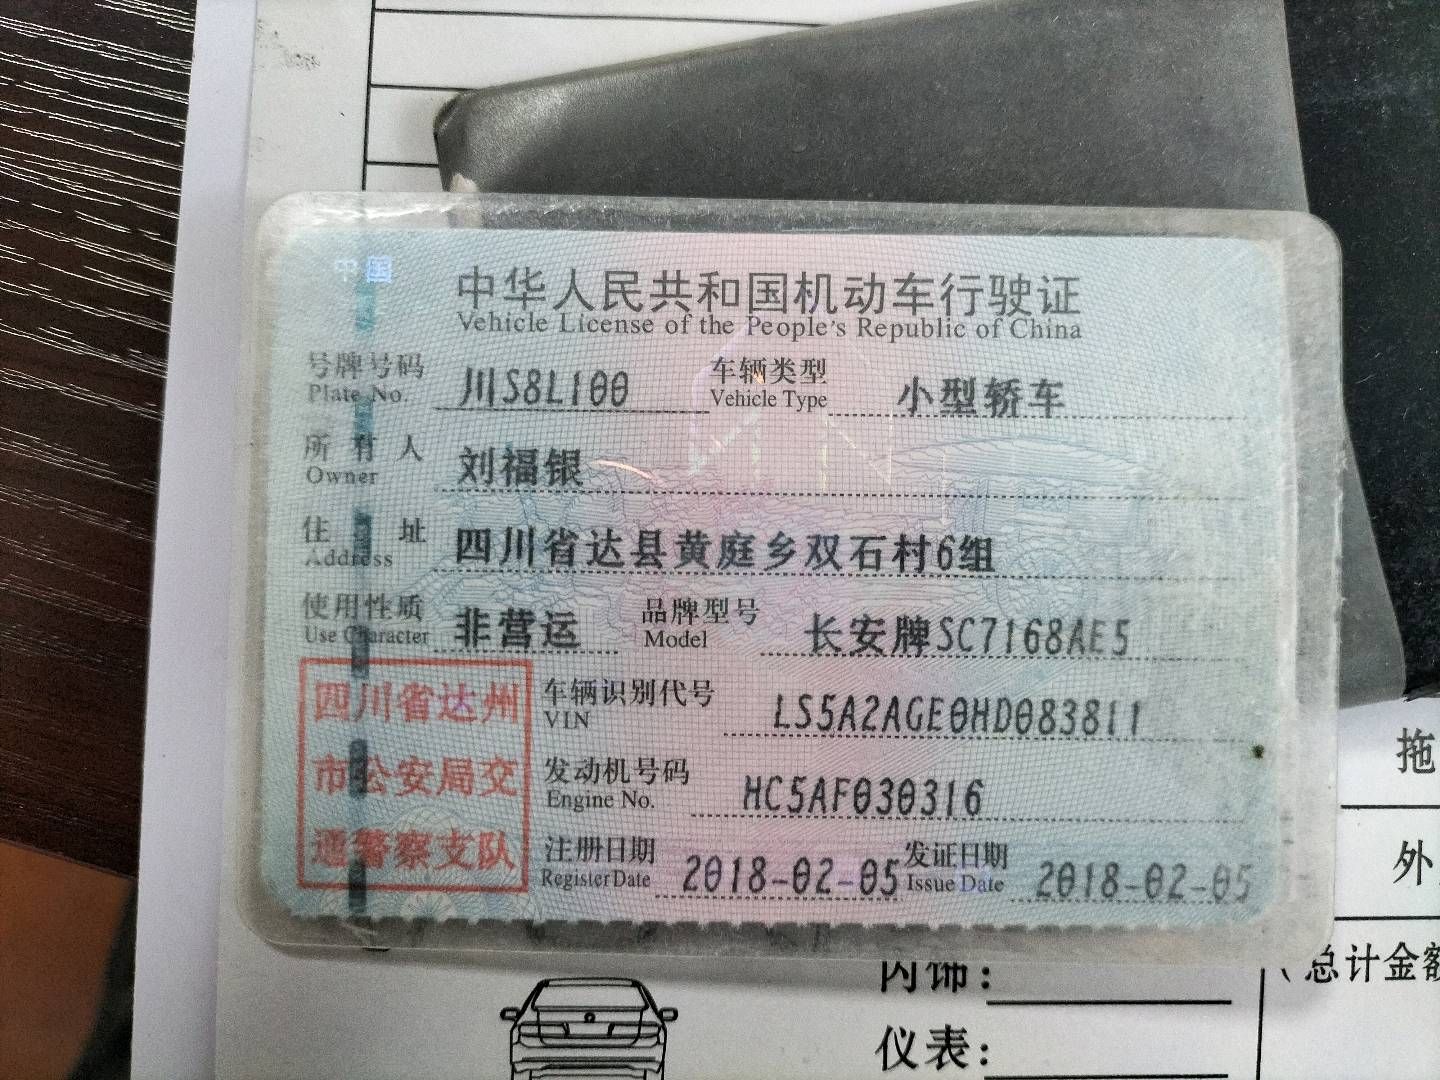 中国
中华人民共和国机动车行驶证
Vehicle License of the People's Republic of China
号牌号码 川S8L100 车辆类型 小型轿车
Plate No. Vehicle Type
所有人 刘福银
Owner
住址 四川省达县黄庭乡双石村6组
Address
使用性质 非营运 品牌型号 长安牌SC7168AE5
Use Character Model
四川省达州
市公安局交
通警察支队
车辆识别代号 LS5A2AGE0HD083811
VIN
发动机号码 HC5AF030316
Engine No.
注册日期 2018-02-05 发证日期 2018-02-05
Register Date Issue Date
拖
外
内饰：
(总计金额
仪表：